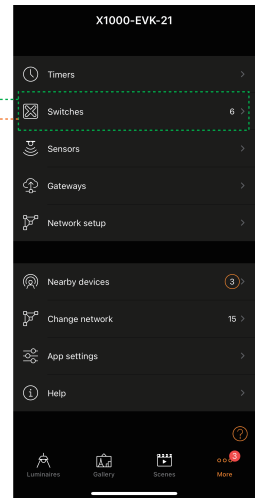 X1000-EVK-21
Timers
Switches 6
Sensors
Gateways
Network setup
Nearby devices 3
Change network 15
App settings
Help
?
3
Luminaires Gallery Scenes More